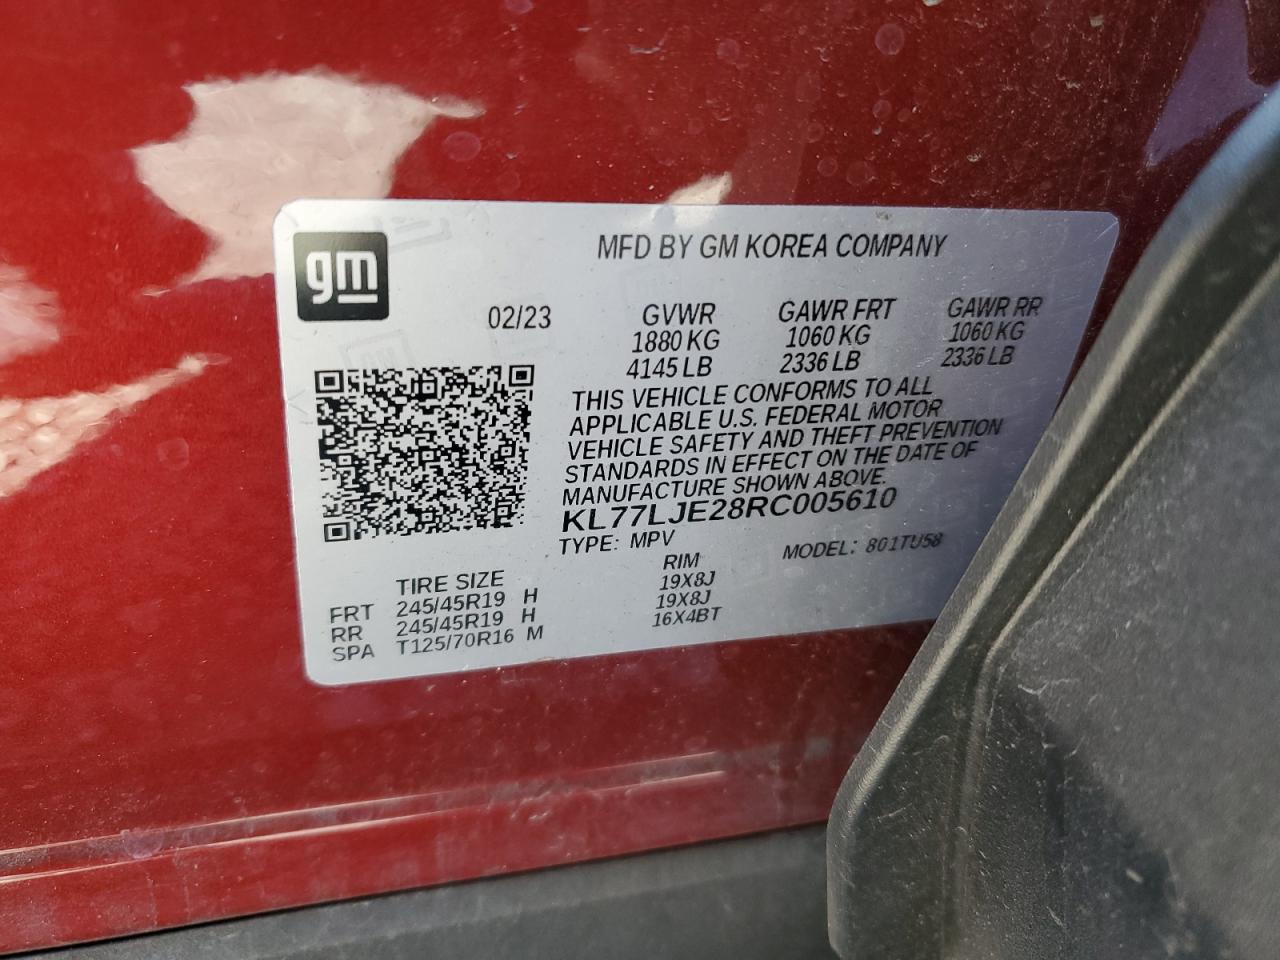 gm
MFD BY GM KOREA COMPANY
02/23 GVWR GAWR FRT GAWR RR
1880 KG 1060 KG 1060 KG
4145 LB 2336 LB 2336 LB
THIS VEHICLE CONFORMS TO ALL
APPLICABLE U.S. FEDERAL MOTOR
VEHICLE SAFETY AND THEFT PREVENTION
STANDARDS IN EFFECT ON THE DATE OF
MANUFACTURE SHOWN ABOVE.
KL77LJE28RC005610
TYPE: MPV MODEL: 801TU58
TIRE SIZE RIM
FRT 245/45R19 H 19X8J
RR 245/45R19 H 19X8J
SPA T125/70R16 M 16X4BT